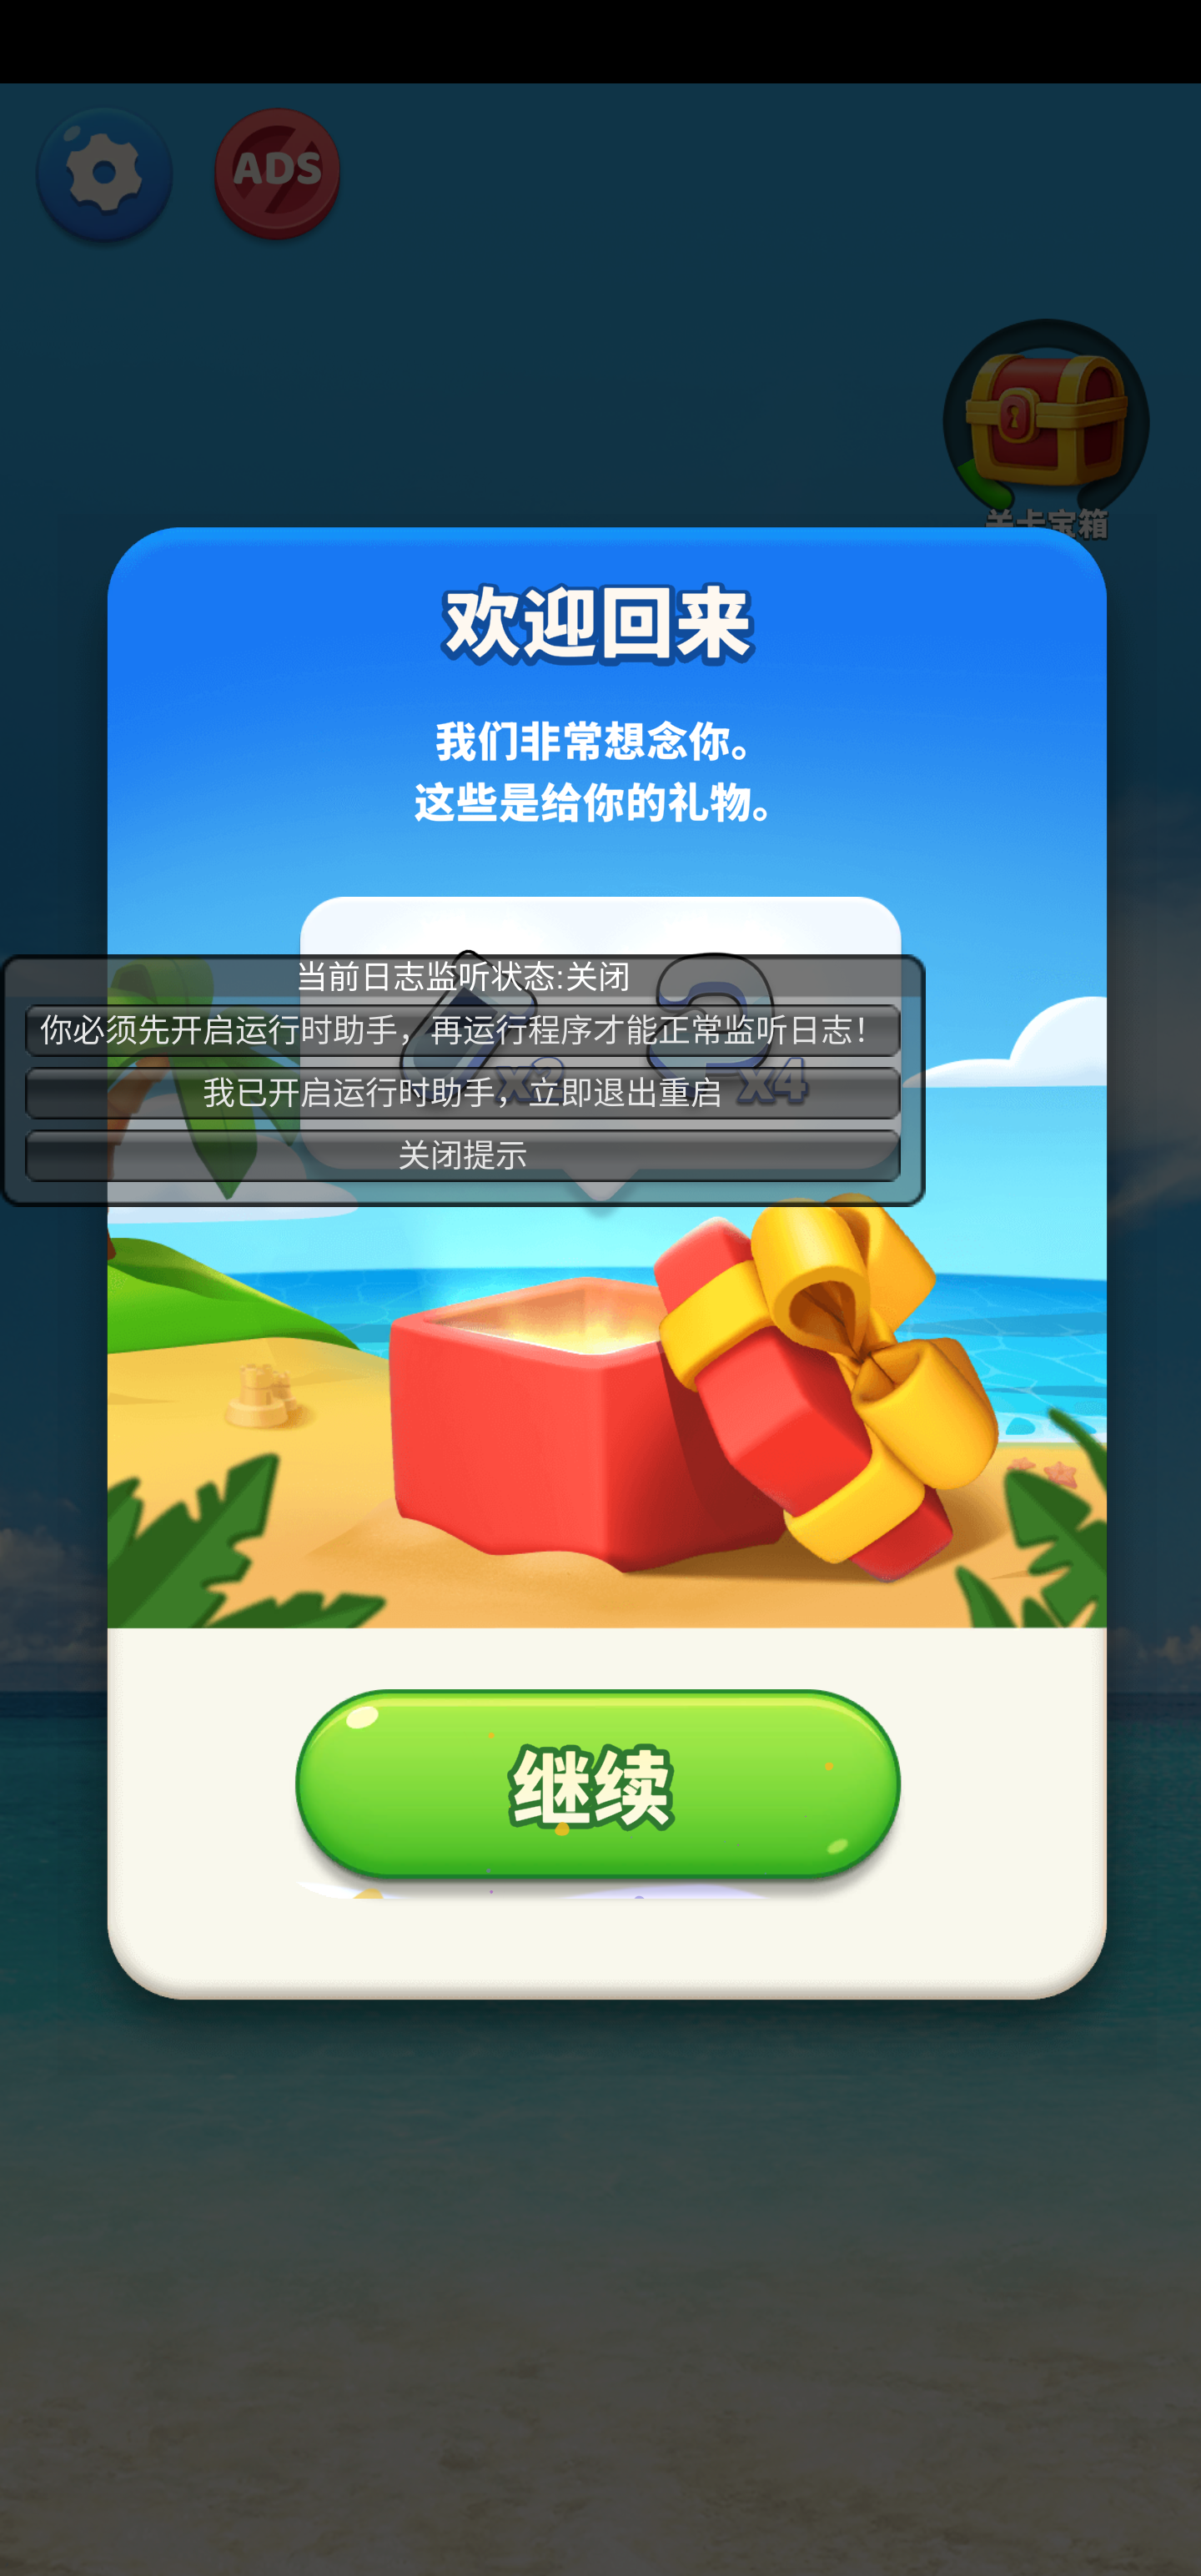 ADS
关卡宝箱
欢迎回来
我们非常想念你。
这些是给你的礼物。
当前日志监听状态:关闭
你必须先开启运行时助手，再运行程序才能正常监听日志！
x2 x4
我已开启运行时助手，立即退出重启
关闭提示
继续